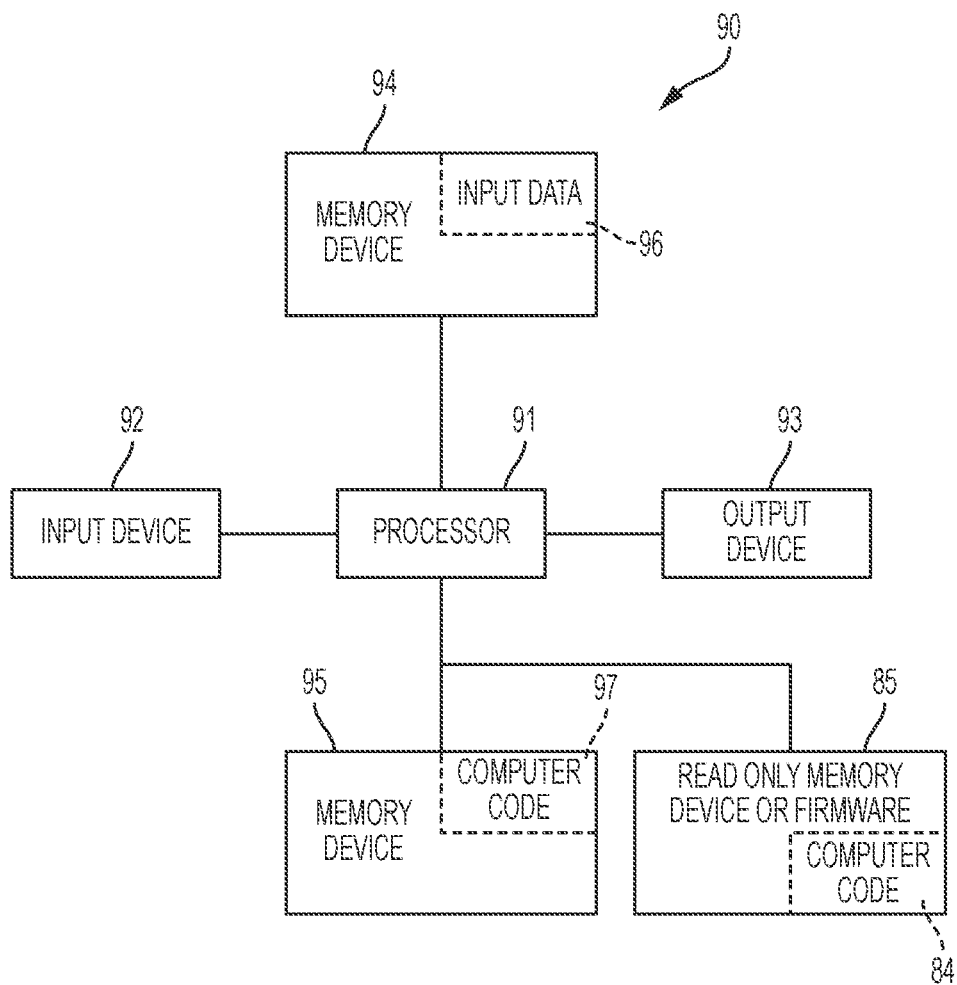 90
94
MEMORY
DEVICE
INPUT DATA
96
92
91
93
INPUT DEVICE
PROCESSOR
OUTPUT
DEVICE
95
97
85
MEMORY
DEVICE
COMPUTER
CODE
READ ONLY MEMORY
DEVICE OR FIRMWARE
COMPUTER
CODE
84